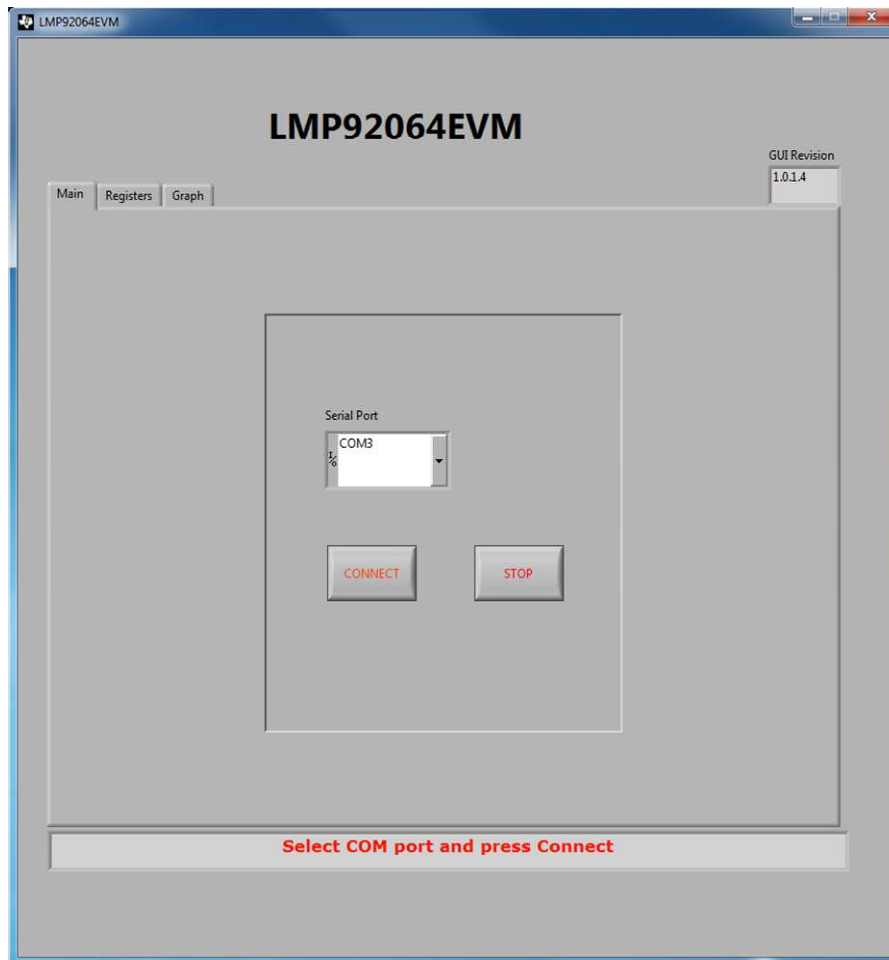 LMP92064EVM
LMP92064EVM
GUI Revision
1.0.1.4
Main Registers Graph
Serial Port
I/O COM3
CONNECT STOP
Select COM port and press Connect